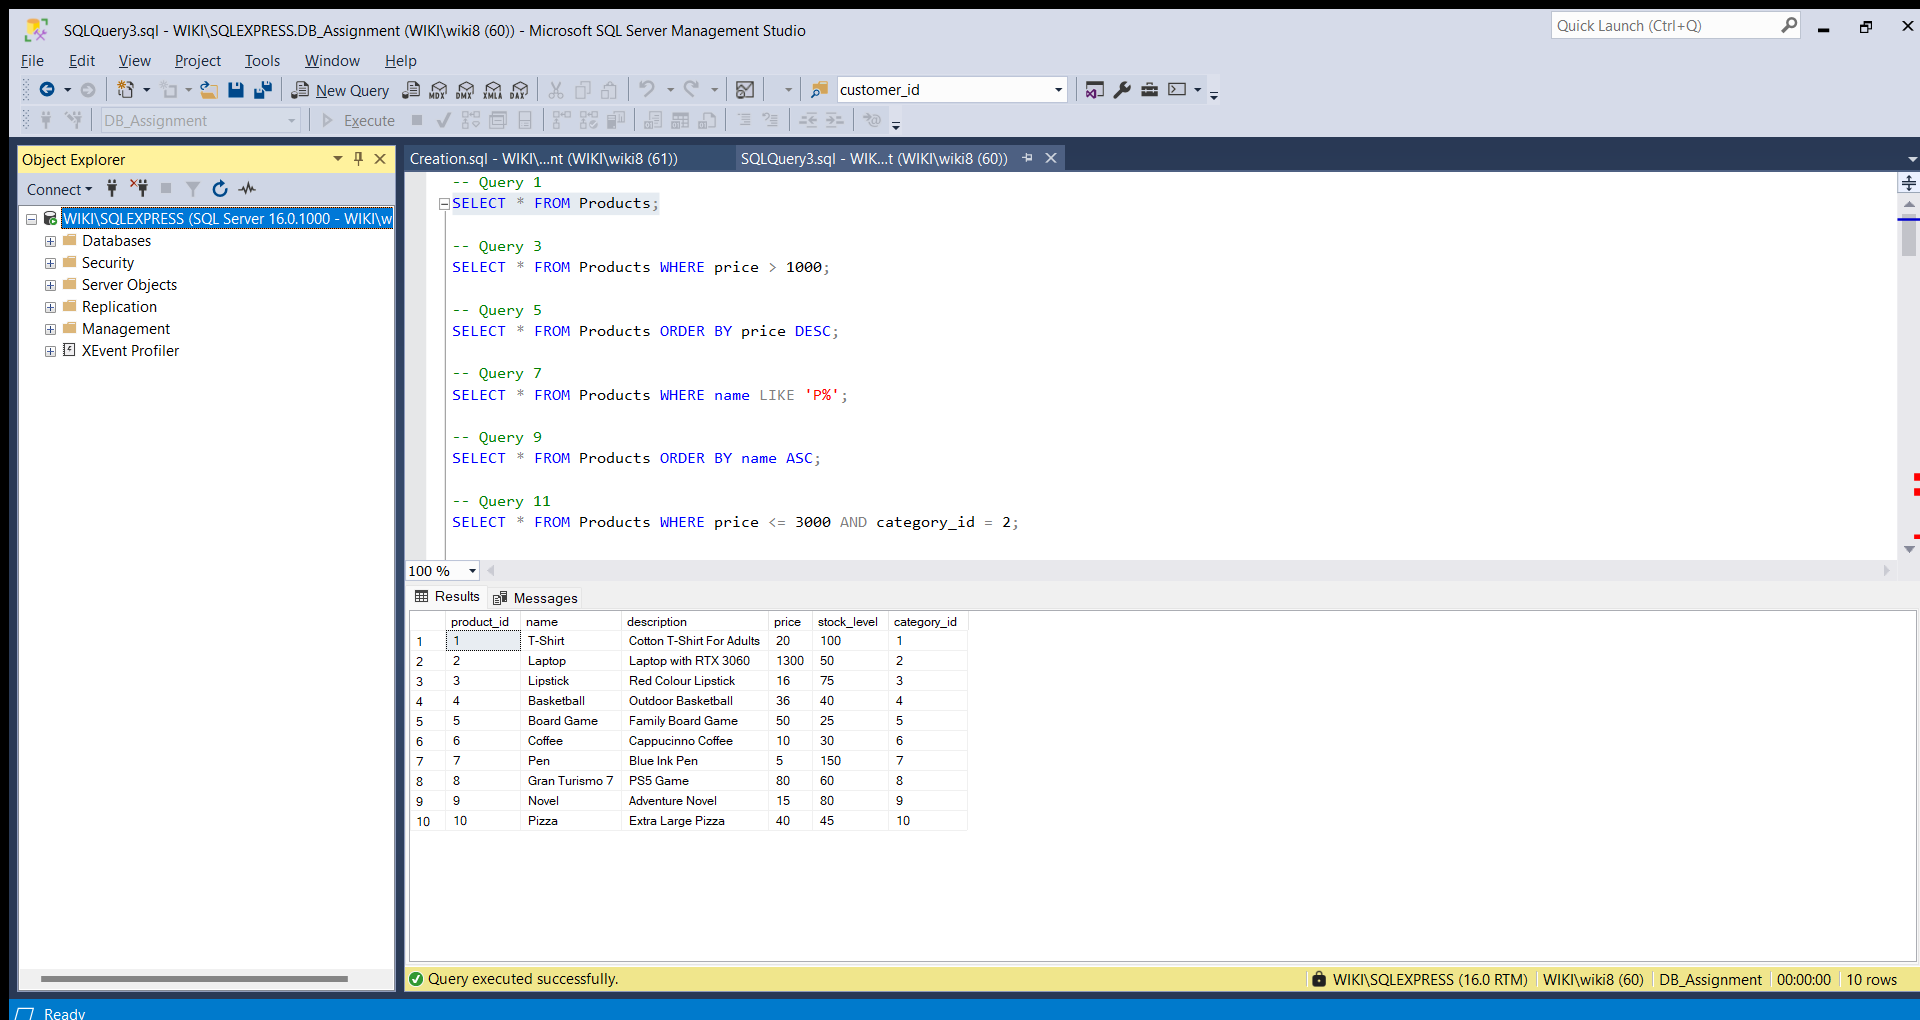 SQLQuery3.sql - WIKI\SQLEXPRESS.DB_Assignment (WIKI\wiki8 (60)) - Microsoft SQL Server Management Studio
Quick Launch (Ctrl+Q)
File Edit View Project Tools Window Help
New Query MDX DMX XMLA DAX customer_id
DB_Assignment Execute
Object Explorer
Connect
WIKI\SQLEXPRESS (SQL Server 16.0.1000 - WIKI\w
Databases
Security
Server Objects
Replication
Management
XEvent Profiler
Creation.sql - WIKI\...nt (WIKI\wiki8 (61)) SQLQuery3.sql - WIK...t (WIKI\wiki8 (60))
-- Query 1
SELECT * FROM Products;
-- Query 3
SELECT * FROM Products WHERE price > 1000;
-- Query 5
SELECT * FROM Products ORDER BY price DESC;
-- Query 7
SELECT * FROM Products WHERE name LIKE 'P%';
-- Query 9
SELECT * FROM Products ORDER BY name ASC;
-- Query 11
SELECT * FROM Products WHERE price <= 3000 AND category_id = 2;
100 %
Results Messages
product_id name description price stock_level category_id
1 1 T-Shirt Cotton T-Shirt For Adults 20 100 1
2 2 Laptop Laptop with RTX 3060 1300 50 2
3 3 Lipstick Red Colour Lipstick 16 75 3
4 4 Basketball Outdoor Basketball 36 40 4
5 5 Board Game Family Board Game 50 25 5
6 6 Coffee Cappucinno Coffee 10 30 6
7 7 Pen Blue Ink Pen 5 150 7
8 8 Gran Turismo 7 PS5 Game 80 60 8
9 9 Novel Adventure Novel 15 80 9
10 10 Pizza Extra Large Pizza 40 45 10
Query executed successfully. WIKI\SQLEXPRESS (16.0 RTM) WIKI\wiki8 (60) DB_Assignment 00:00:00 10 rows
Ready